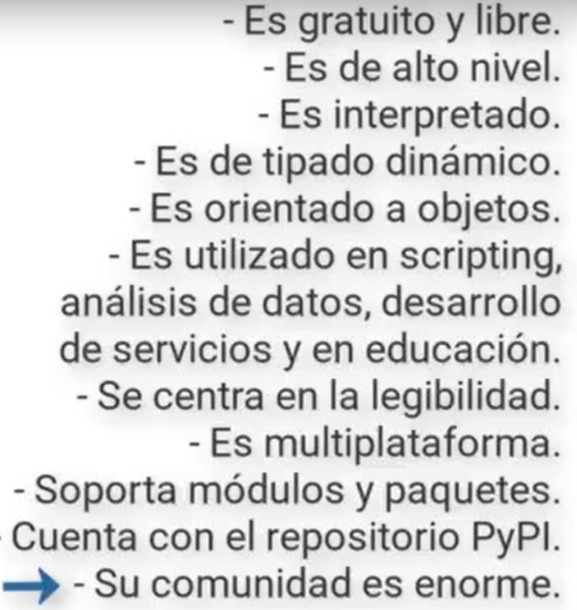 - Es gratuito y libre.
- Es de alto nivel.
- Es interpretado.
- Es de tipado dinámico.
- Es orientado a objetos.
- Es utilizado en scripting,
análisis de datos, desarrollo
de servicios y en educación.
- Se centra en la legibilidad.
- Es multiplataforma.
- Soporta módulos y paquetes.
- Cuenta con el repositorio PyPI.
- Su comunidad es enorme.